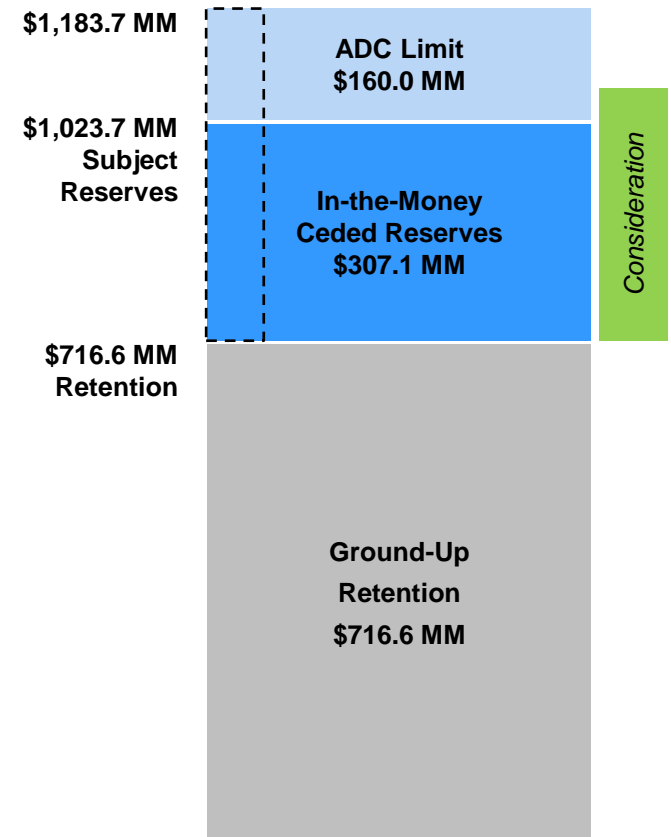 $1,183.7 MM
ADC Limit
$160.0 MM
$1,023.7 MM
Subject
Reserves
In-the-Money
Ceded Reserves
$307.1 MM
Consideration
$716.6 MM
Retention
Ground-Up
Retention
$716.6 MM